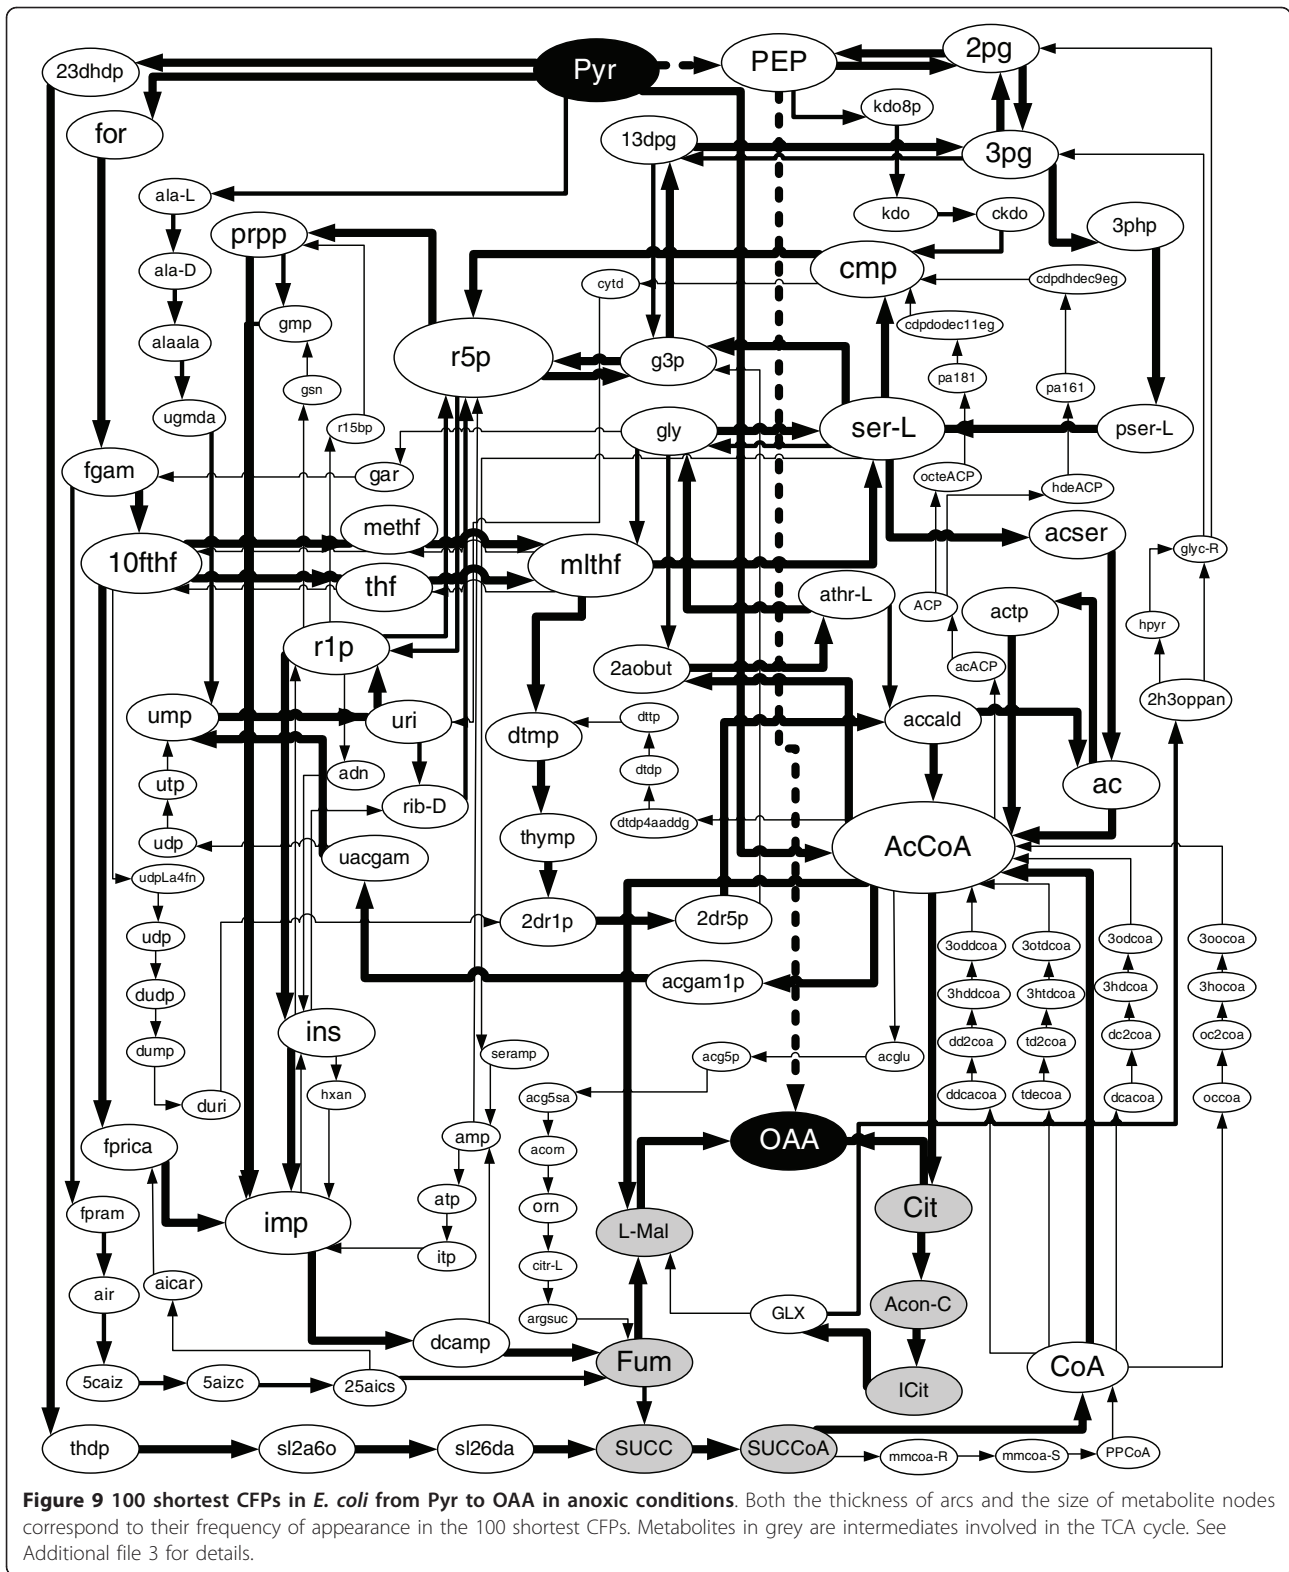 23dhdp
Pyr
PEP
2pg
for
kdo8p
13dpg
3pg
ala-L
kdo
ckdo
3php
prpp
ala-D
cytd
cmp
cdpdhdec9eg
gmp
cdpdodec11eg
alaala
r5p
g3p
gsn
pa181
pa161
ugmda
r15bp
gly
ser-L
pser-L
fgam
gar
octeACP
hdeACP
methf
acser
10fthf
mlthf
glyc-R
thf
athr-L
ACP
actp
hpyr
r1p
2aobut
acACP
2h3oppan
ump
uri
dtmp
dttp
accald
adn
dtdp
utp
ac
rib-D
dtdp4aaddg
thymp
udp
uacgam
AcCoA
udpLa4fn
2dr1p
2dr5p
udp
3oddcoa
3otdcoa
3odcoa
3oocoa
dudp
acgam1p
3hddcoa
3htdcoa
3hdcoa
3hocoa
ins
dump
seramp
acg5p
acglu
dd2coa
td2coa
dc2coa
oc2coa
duri
hxan
acg5sa
ddcacoa
tdecoa
dcacoa
occoa
fprica
amp
acorn
OAA
atp
orn
Cit
fpram
imp
L-Mal
itp
citr-L
air
aicar
argsuc
GLX
Acon-C
dcamp
Fum
CoA
5caiz
5aizc
25aics
ICit
thdp
sl2a6o
sl26da
SUCC
SUCCoA
mmcoa-R
mmcoa-S
PPCoA
Figure 9 100 shortest CFPs in E. coli from Pyr to OAA in anoxic conditions. Both the thickness of arcs and the size of metabolite nodes
correspond to their frequency of appearance in the 100 shortest CFPs. Metabolites in grey are intermediates involved in the TCA cycle. See
Additional file 3 for details.